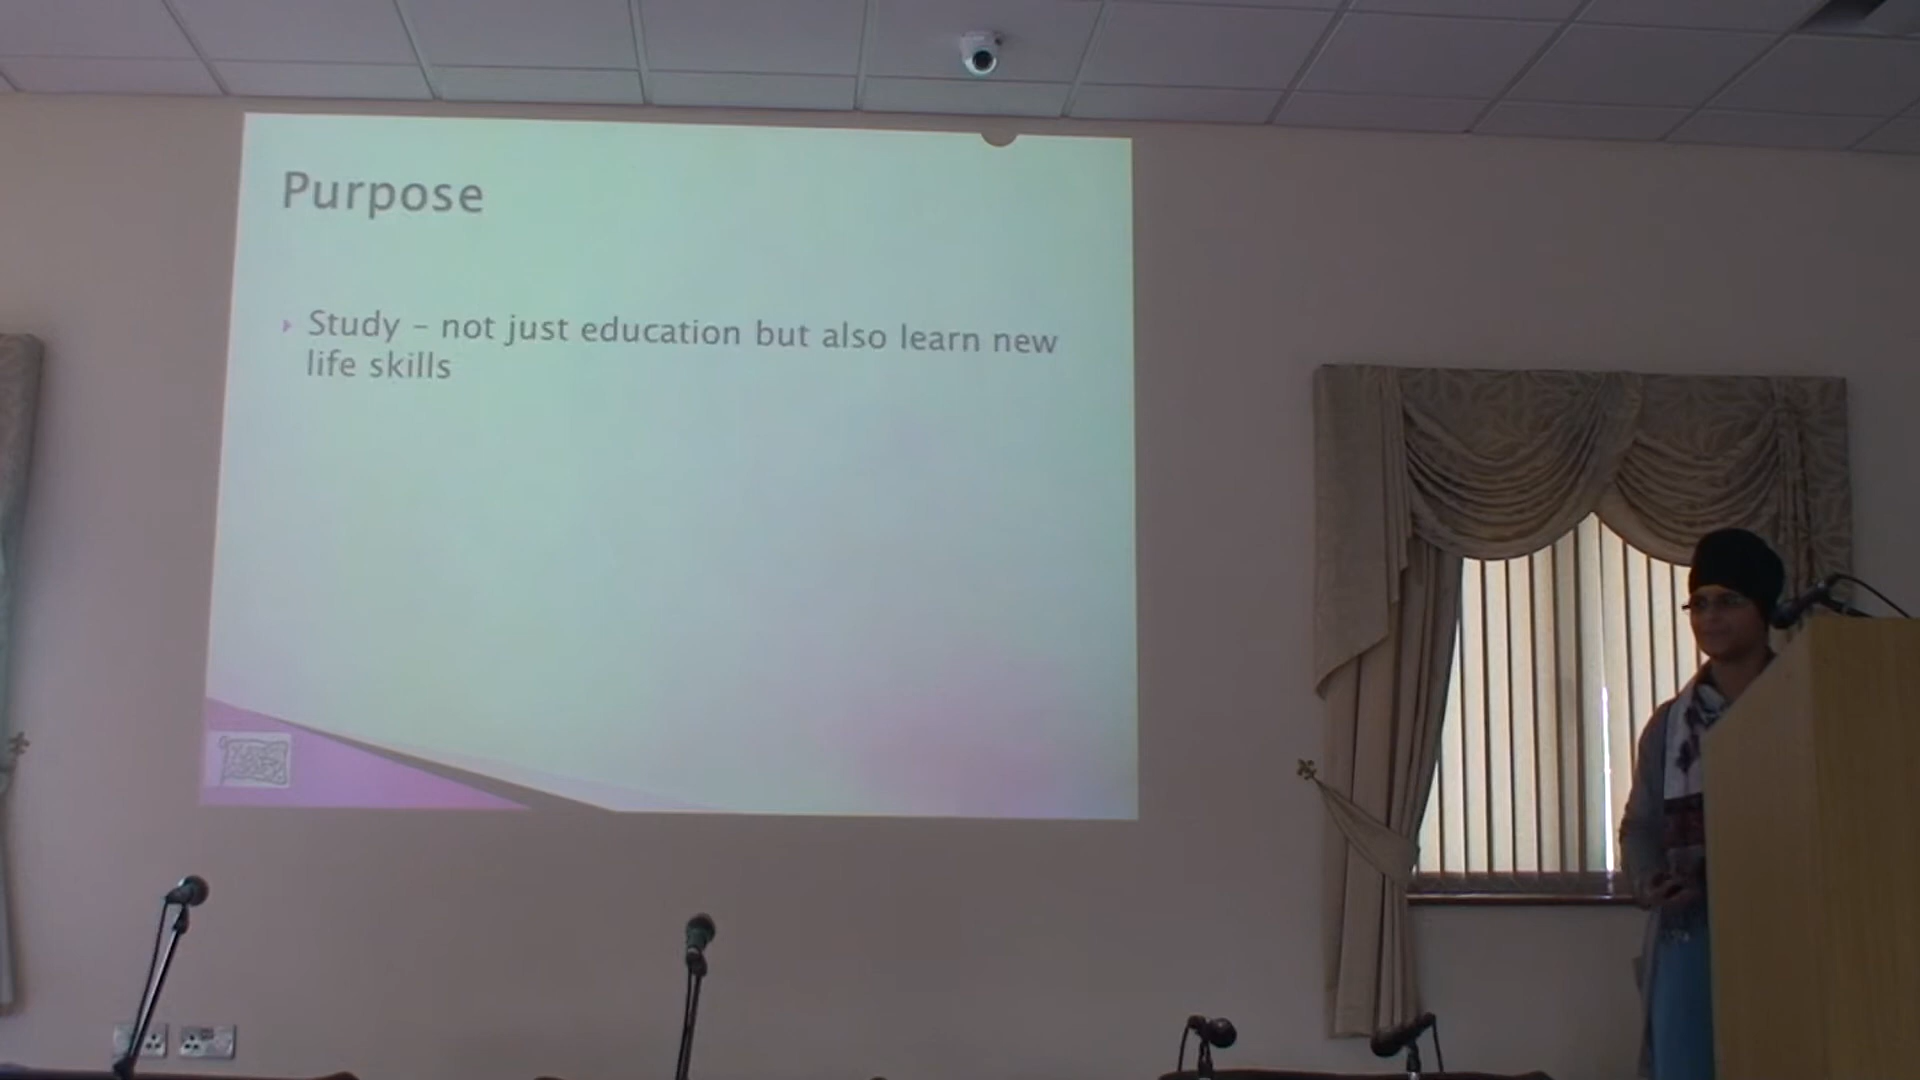 Purpose
Study – not just education but also learn new
life skills